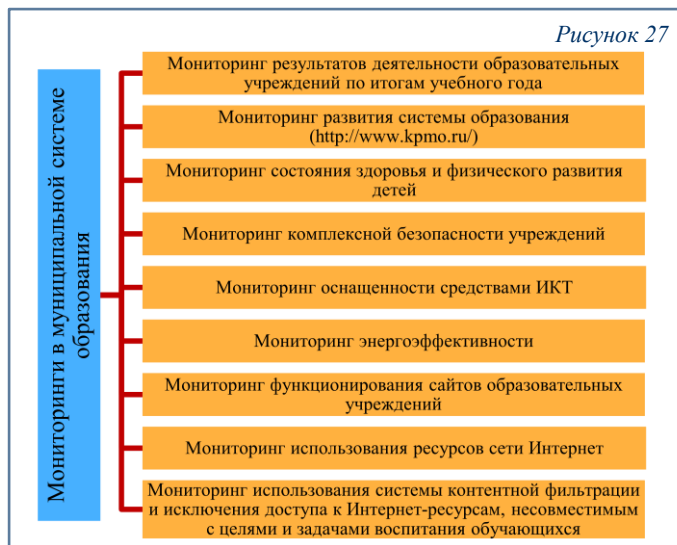 Рисунок 27
Мониторинги в муниципальной системе
образования
Мониторинг результатов деятельности образовательных
учреждений по итогам учебного года
Мониторинг развития системы образования
(http://www.kpmo.ru/)
Мониторинг состояния здоровья и физического развития
детей
Мониторинг комплексной безопасности учреждений
Мониторинг оснащенности средствами ИКТ
Мониторинг энергоэффективности
Мониторинг функционирования сайтов образовательных
учреждений
Мониторинг использования ресурсов сети Интернет
Мониторинг использования системы контентной фильтрации
и исключения доступа к Интернет-ресурсам, несовместимым
с целями и задачами воспитания обучающихся